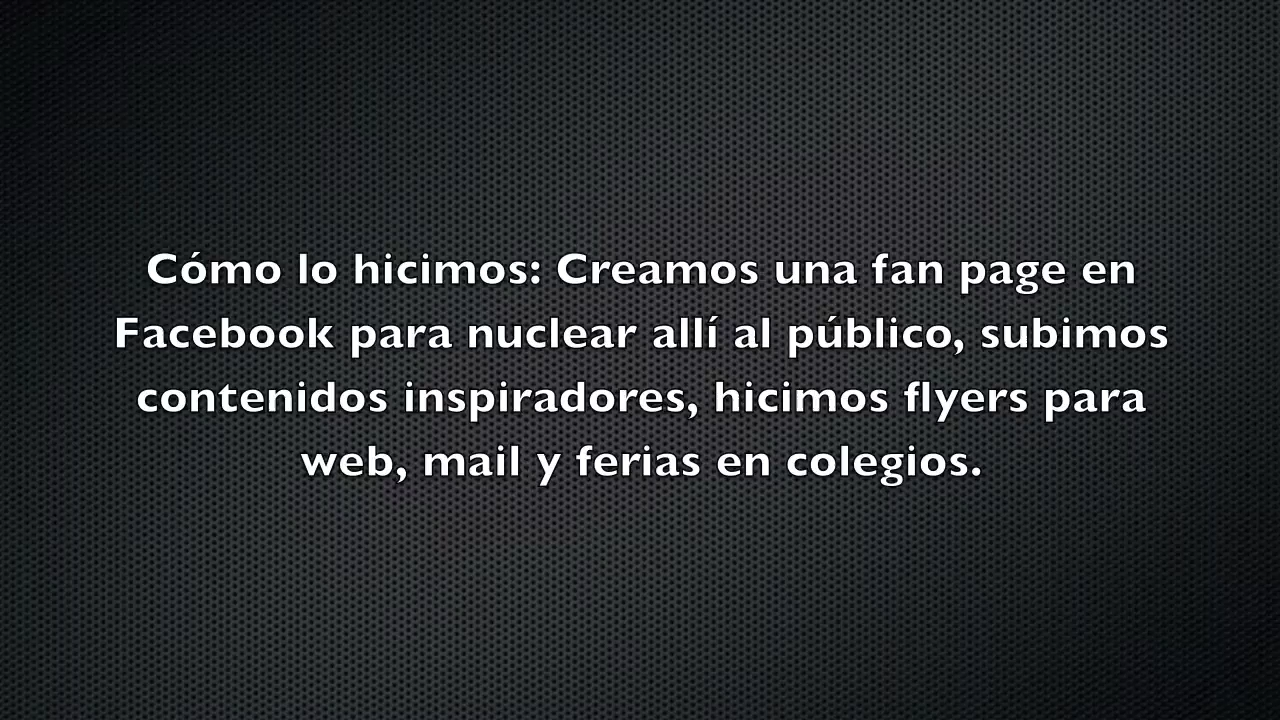 Cómo lo hicimos: Creamos una fan page en
Facebook para nuclear allí al público, subimos
contenidos inspiradores, hicimos flyers para
web, mail y ferias en colegios.